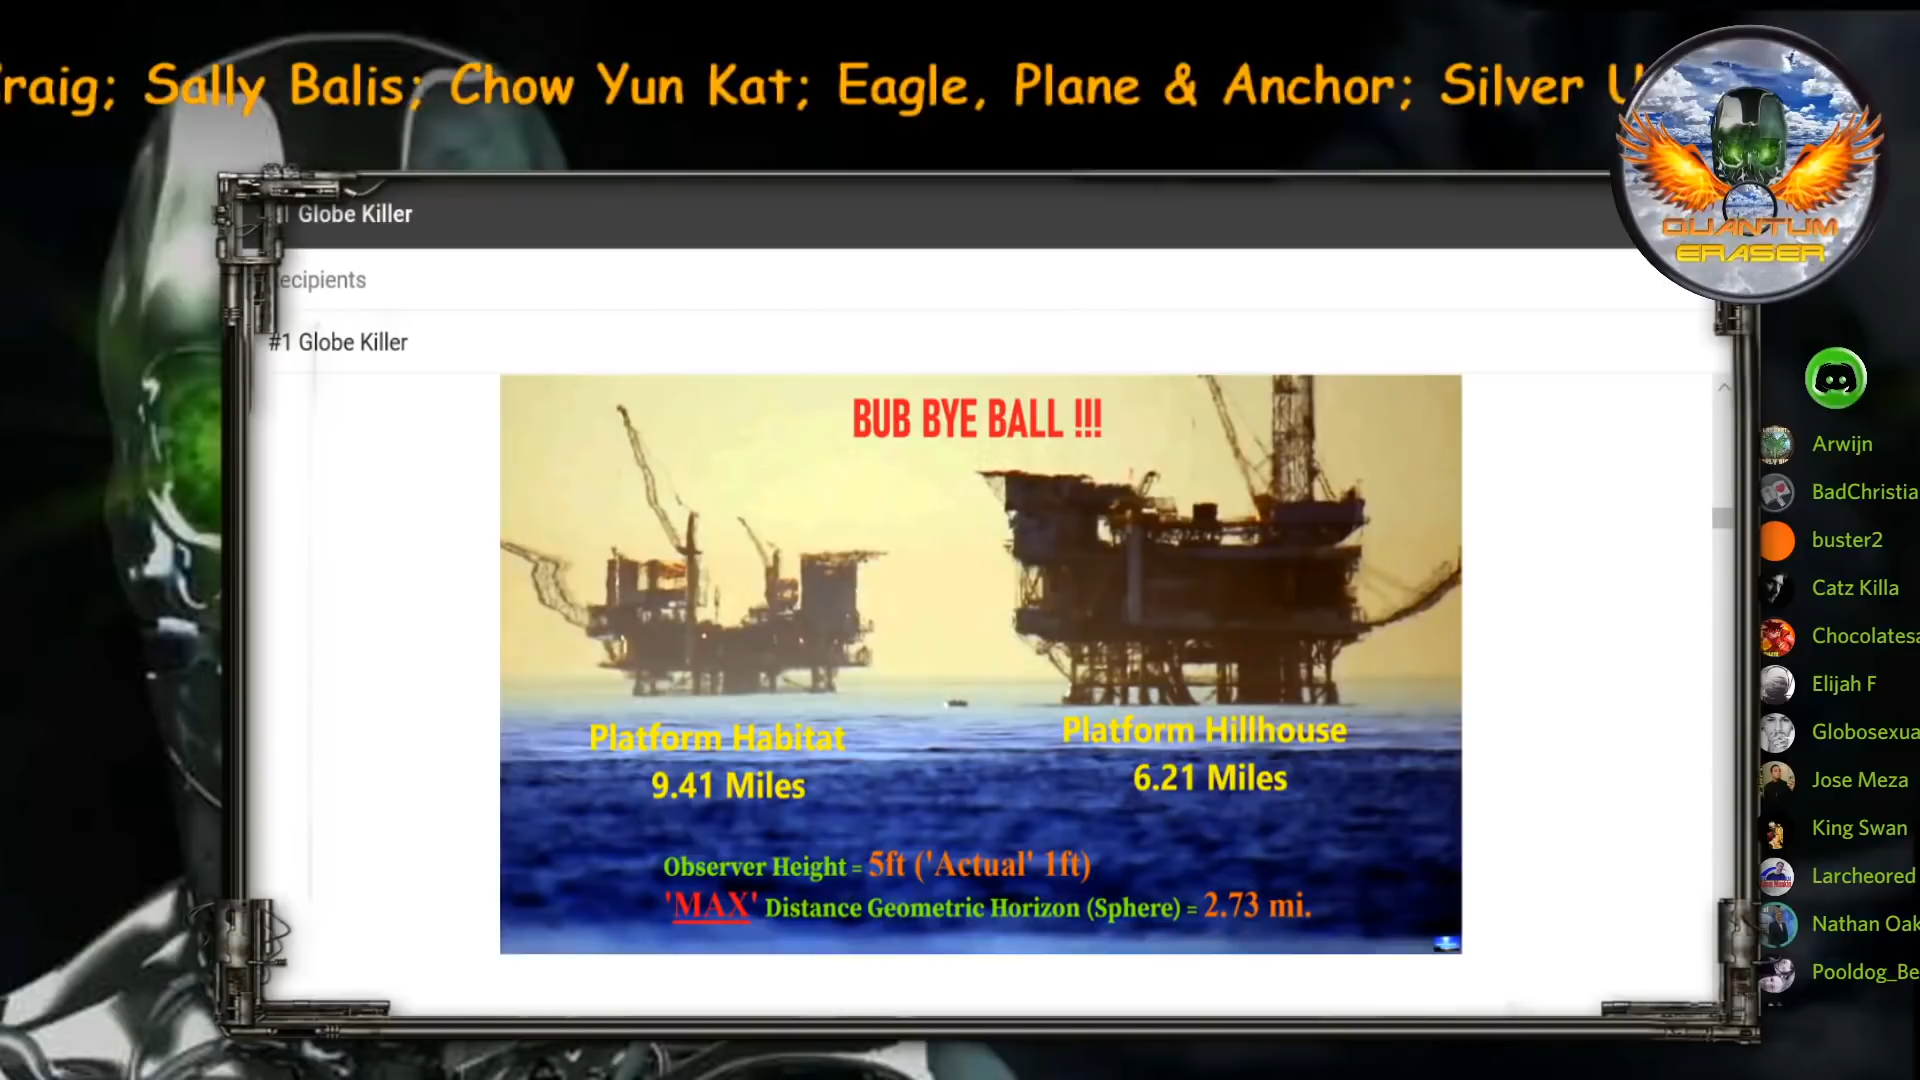 raig; Sally Balis; Chow Yun Kat; Eagle, Plane & Anchor; Silver
QUANTUM
ERASER
Globe Killer
ecipients
#1 Globe Killer
BUB BYE BALL !!!
Platform Habitat
9.41 Miles
Platform Hillhouse
6.21 Miles
Observer Height = 5ft ('Actual' 1ft)
'MAX' Distance Geometric Horizon (Sphere) = 2.73 mi.
Arwijn
BadChristia
buster2
Catz Killa
Chocolatesa
Elijah F
Globosexua
Jose Meza
King Swan
Larcheored
Nathan Oak
Pooldog_Be